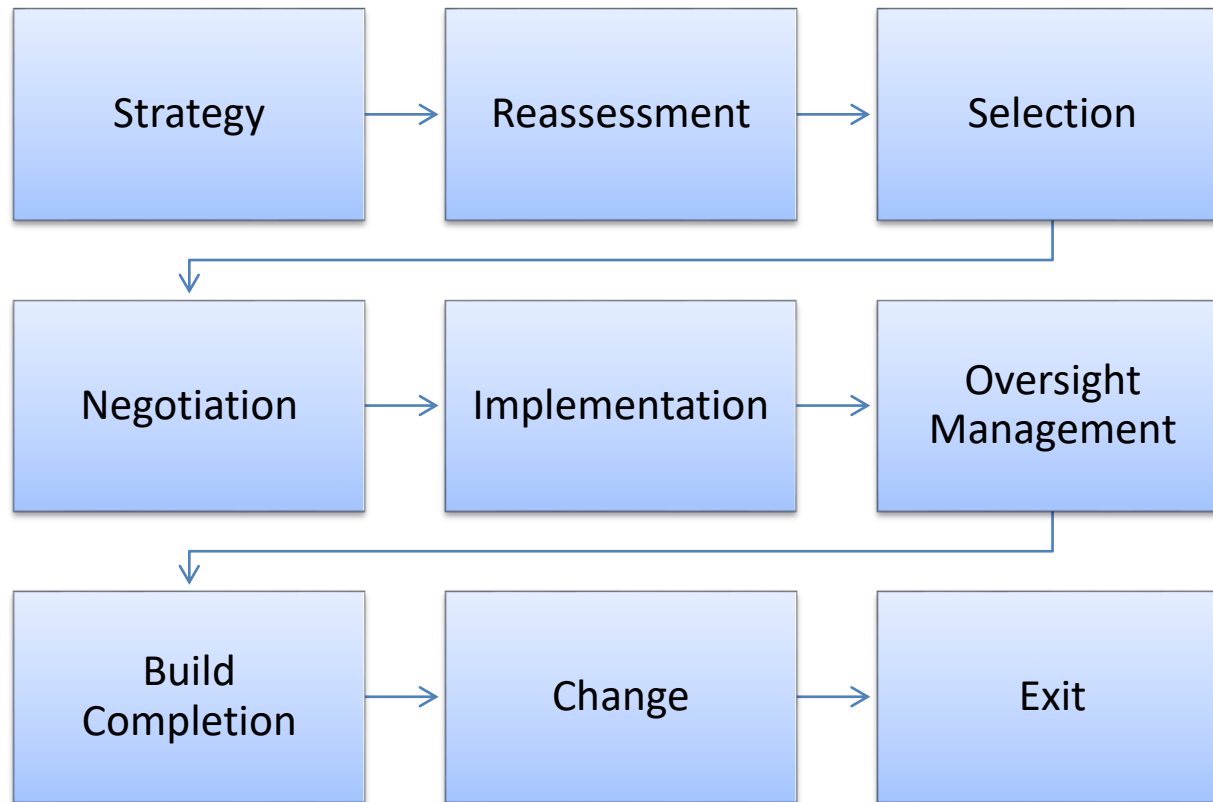 Strategy
Reassessment
Selection
Negotiation
Implementation
Oversight
Management
Build
Completion
Change
Exit